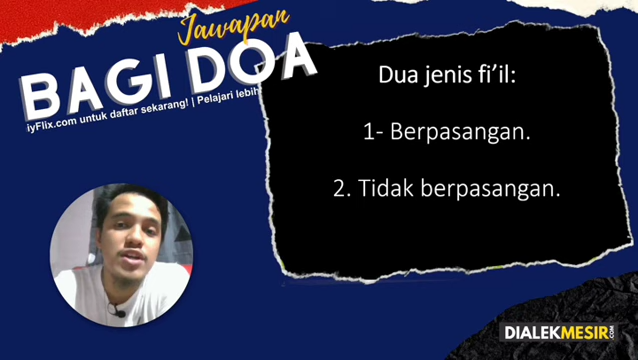 Jawapan
BAGI DOA
iyFlix.com untuk daftar sekarang! | Pelajari lebih
Dua jenis fi’il:
1- Berpasangan.
2. Tidak berpasangan.
DIALEKMESIR.COM